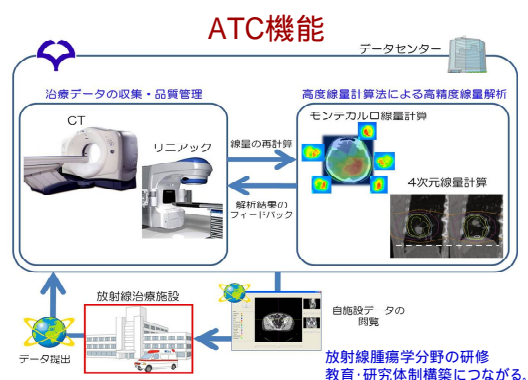 ATC機能
データセンター
治療データの収集・品質管理
高度線量計算法による高精度線量解析
CT
リニアック
線量の再計算
解析結果の
フィードバック
モンテカルロ線量計算
4次元線量計算
放射線治療施設
データ提出
自施設データの
閲覧
放射線腫瘍学分野の研修
教育・研究体制構築につながる。